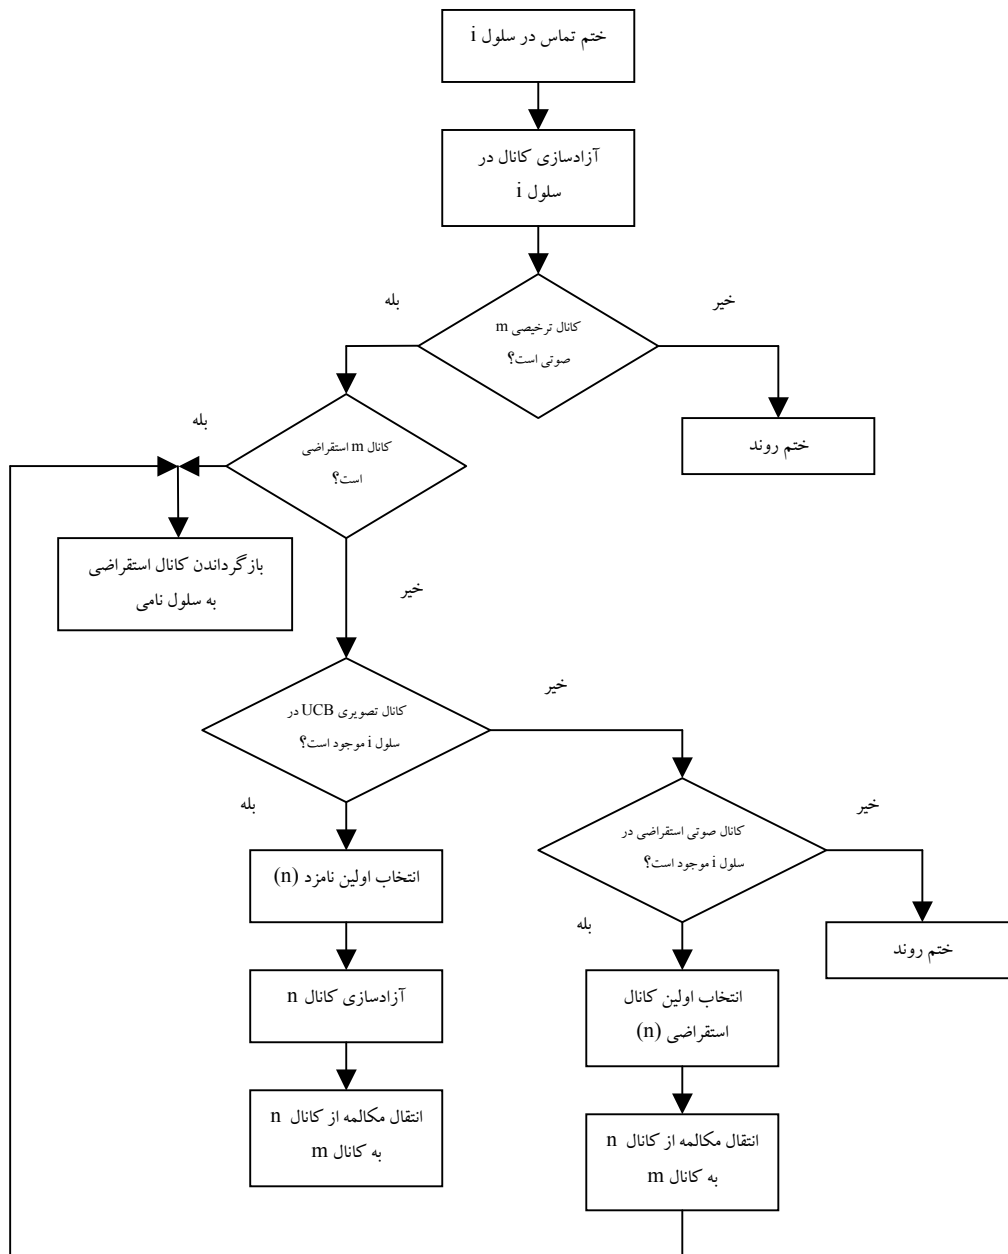 ختم تماس در سلول i
آزادسازی کانال در
سلول i
بله
خیر
کانال ترخیصی m
صوتی است؟
ختم روند
بله
کانال m استقراضی
است؟
بازگرداندن کانال استقراضی
به سلول نامی
خیر
کانال تصویری UCB در
سلول i موجود است؟
خیر
بله
کانال صوتی استقراضی در
سلول i موجود است؟
خیر
انتخاب اولین نامزد (n)
بله
ختم روند
آزادسازی کانال n
انتخاب اولین کانال
استقراضی (n)
انتقال مکالمه از کانال n
به کانال m
انتقال مکالمه از کانال n
به کانال m